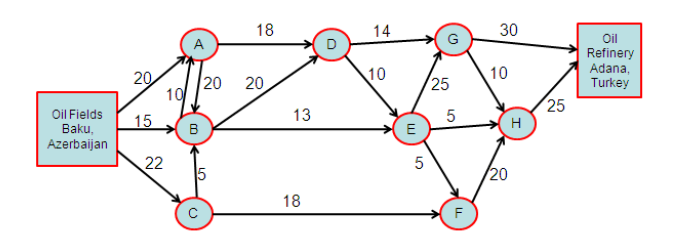 18
14
30
A
D
G
Oil
Refinery
Adana,
Turkey
20
10
20
20
10
25
10
25
Oil Fields
Baku,
Azerbaijan
15
B
13
E
5
H
22
5
5
20
C
18
F